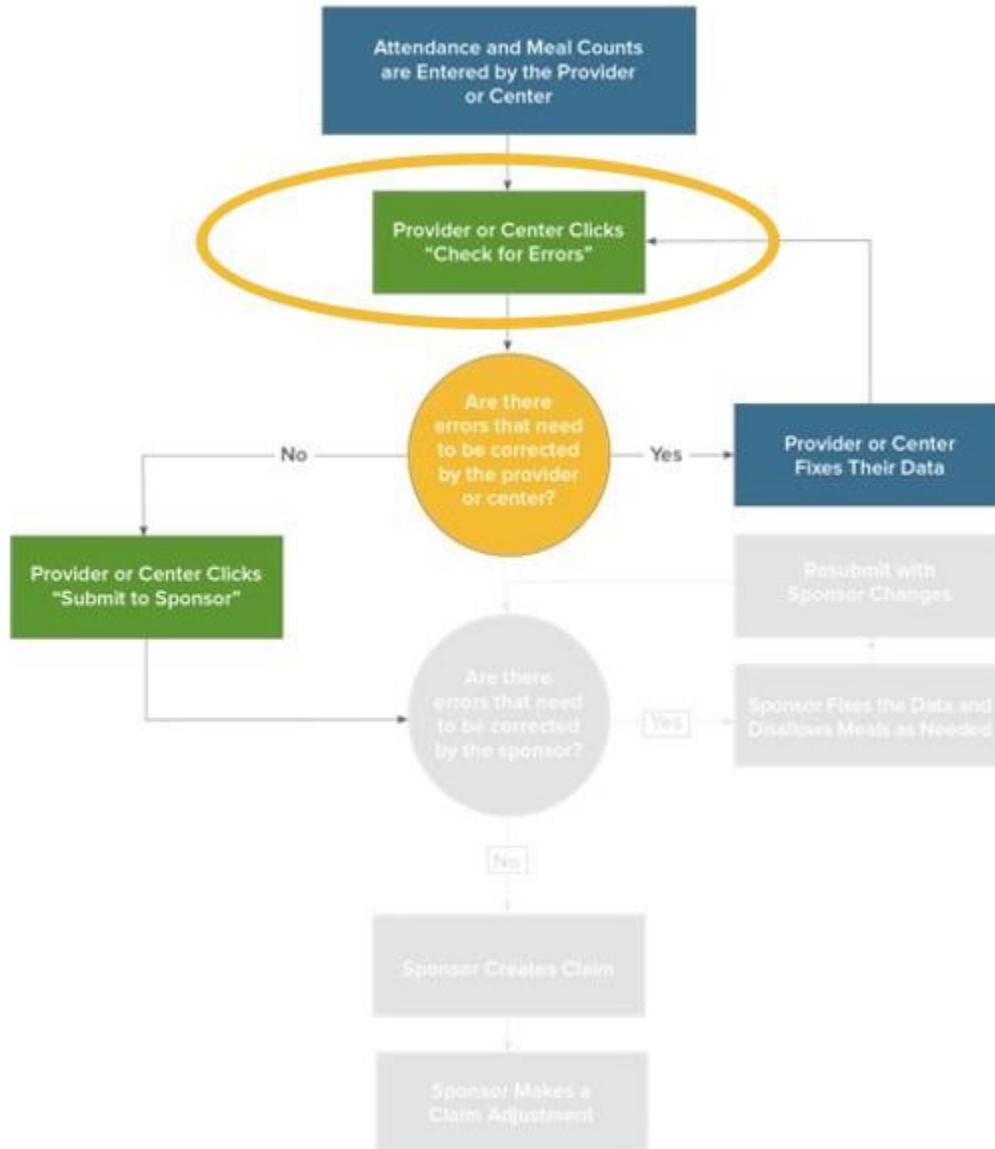 Attendance and Meal Counts
are Entered by the Provider
or Center
Provider or Center Clicks
“Check for Errors”
Are there
errors that need
to be corrected
by the provider
or center?
No
Yes
Provider or Center
Fixes Their Data
Provider or Center Clicks
“Submit to Sponsor”
Resubmit with
Sponsor Changes
Are there
errors that need
to be corrected
by the sponsor?
Yes
Sponsor Fixes the Data and
Disallows Meals as Needed
No
Sponsor Creates Claim
Sponsor Makes a
Claim Adjustment